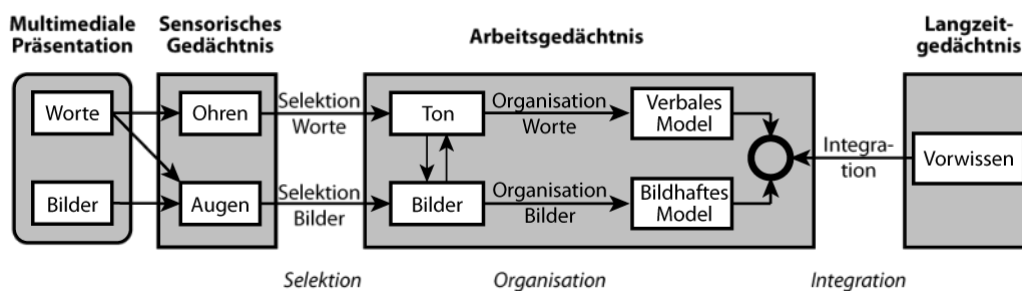 Multimediale
Präsentation
Sensorisches
Gedächtnis
Arbeitsgedächtnis
Langzeit-
gedächtnis
Worte
Bilder
Ohren
Augen
Selektion
Worte
Selektion
Bilder
Ton
Bilder
Organisation
Worte
Organisation
Bilder
Verbales
Model
Bildhaftes
Model
Integra-
tion
Vorwissen
Selektion
Organisation
Integration